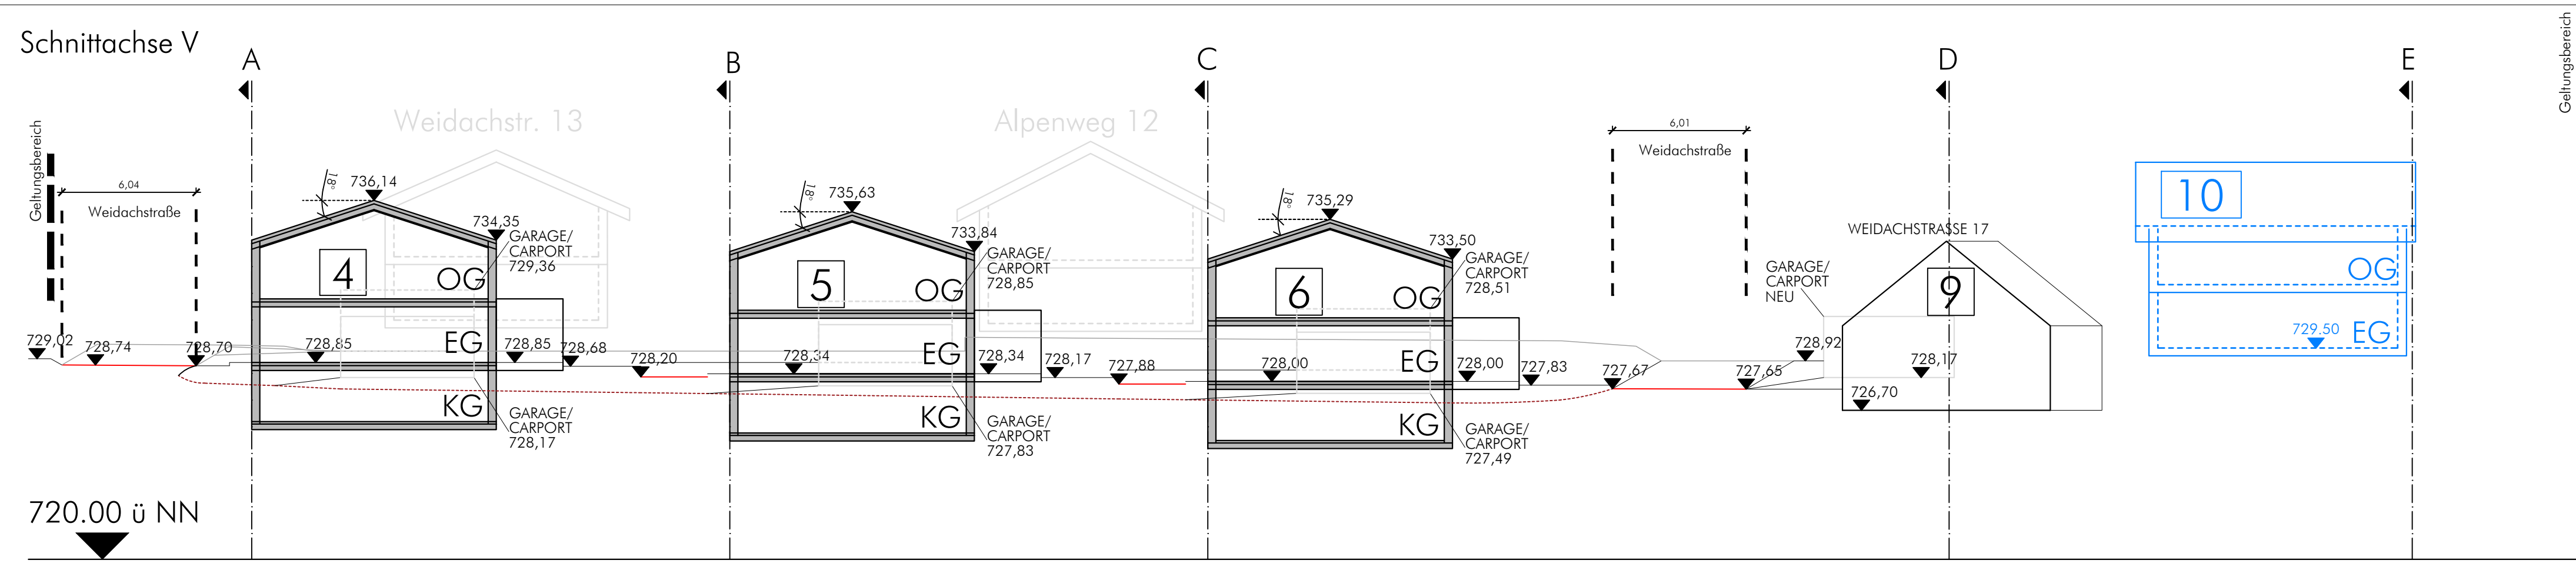 Schnittachse V
A
B
C
D
E
Geltungsbereich
Geltungsbereich
6,04
Weidachstraße
Weidachstr. 13
Alpenweg 12
6,01
Weidachstraße
18°
736,14
734,35
GARAGE/
CARPORT
729,36
4
OG
EG
KG
729,02
728,74
728,70
728,85
728,85
728,68
GARAGE/
CARPORT
728,17
728,20
18°
735,63
733,84
GARAGE/
CARPORT
728,85
5
OG
EG
KG
728,34
728,34
728,17
GARAGE/
CARPORT
727,83
727,88
18°
735,29
733,50
GARAGE/
CARPORT
728,51
6
OG
EG
KG
728,00
728,00
727,83
GARAGE/
CARPORT
727,49
727,67
727,65
WEIDACHSTRASSE 17
GARAGE/
CARPORT
NEU
9
728,92
728,17
726,70
10
OG
729.50
EG
720.00 ü NN